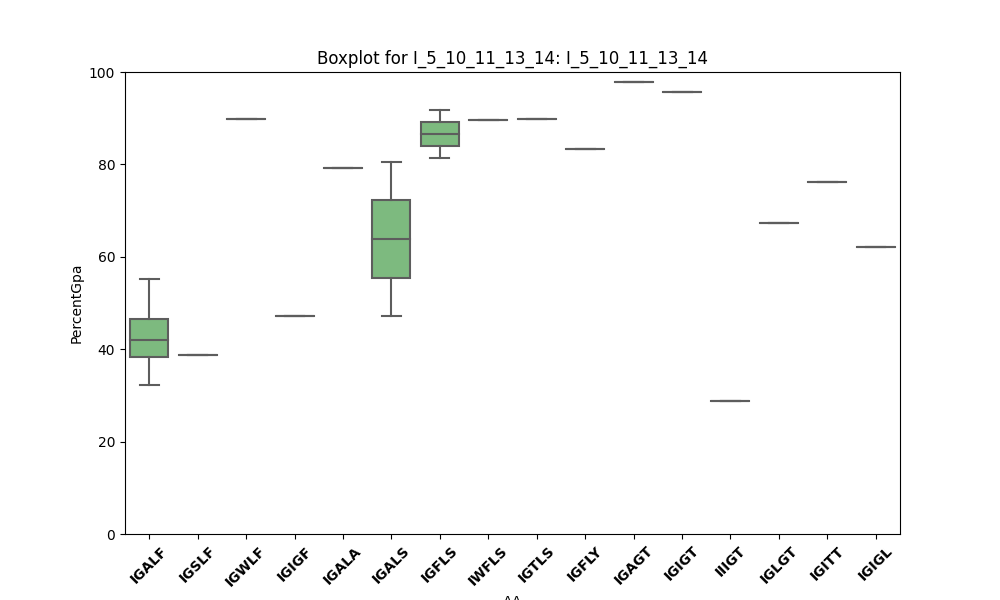 Boxplot for I_5_10_11_13_14: I_5_10_11_13_14
100
80
60
40
20
0
PercentGpa
IGALF IGSLF IGWLF IGIGF IGALA IGALS IGFLS IWFLS IGTLS IGFLY IGAGT IGIGT IIIGT IGLGT IGITT IGIGL
AA